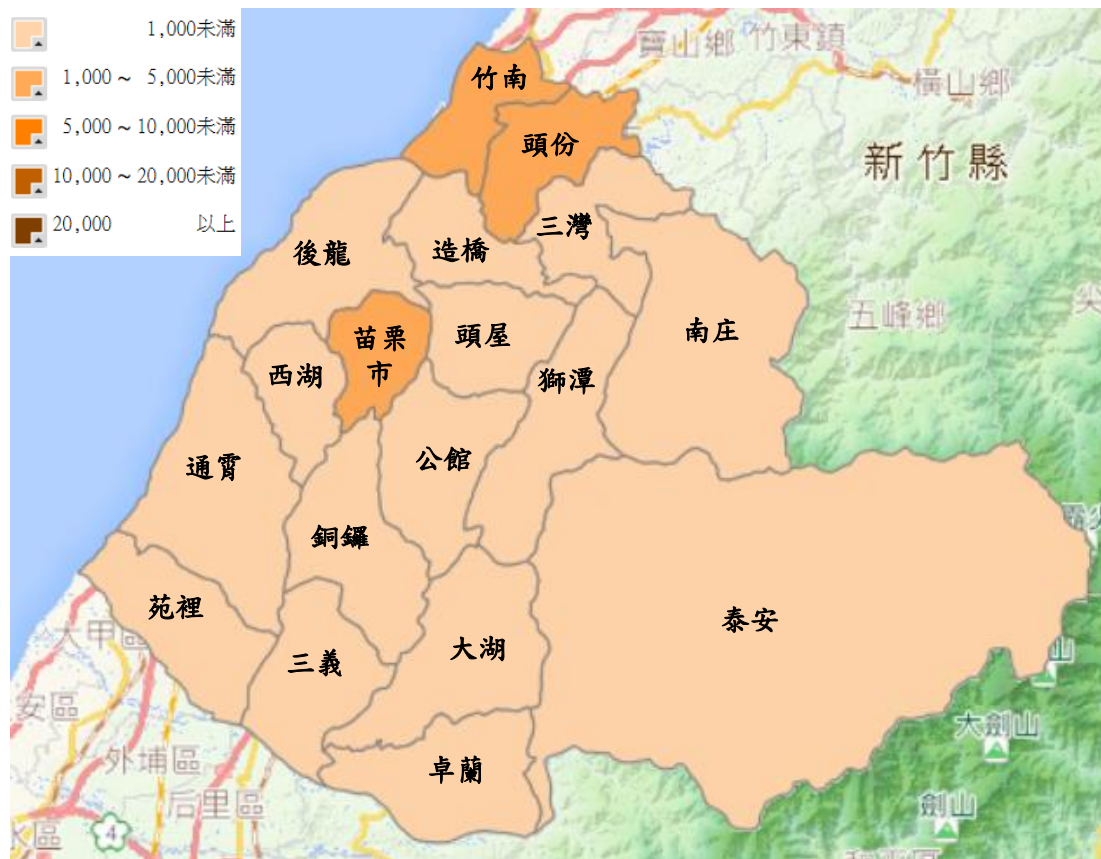 1,000未滿
1,000 ~ 5,000未滿
5,000 ~ 10,000未滿
10,000 ~ 20,000未滿
20,000 以上
寶山鄉
竹東鎮
橫山鄉
新竹縣
五峰鄉
尖
竹南
頭份
三灣
後龍
造橋
南庄
苗栗市
頭屋
獅潭
西湖
通霄
公館
銅鑼
苑裡
泰安
三義
大湖
卓蘭
大甲區
安區
外埔區
后里區
水區
4
大劍山
劍山
山